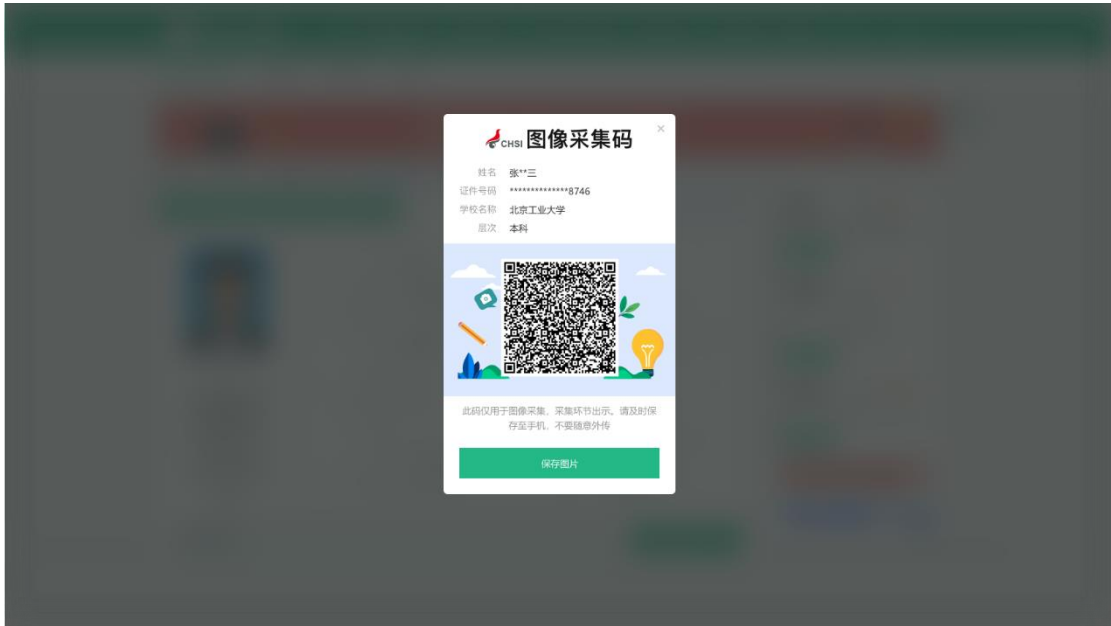 CHSI 图像采集码
×
姓名 张**三
证件号码 **************8746
学校名称 北京工业大学
层次 本科
此码仅用于图像采集，采集环节出示。请及时保
存至手机，不要随意外传
保存图片